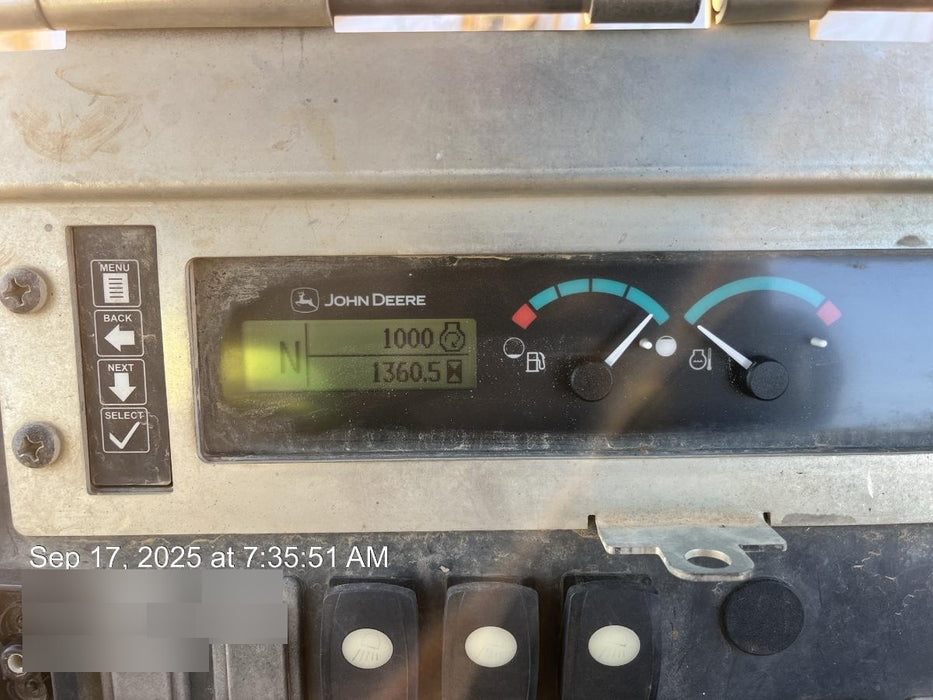 MENU
BACK
NEXT
SELECT
JOHN DEERE
N
1000
1360.5
Sep 17, 2025 at 7:35:51 AM